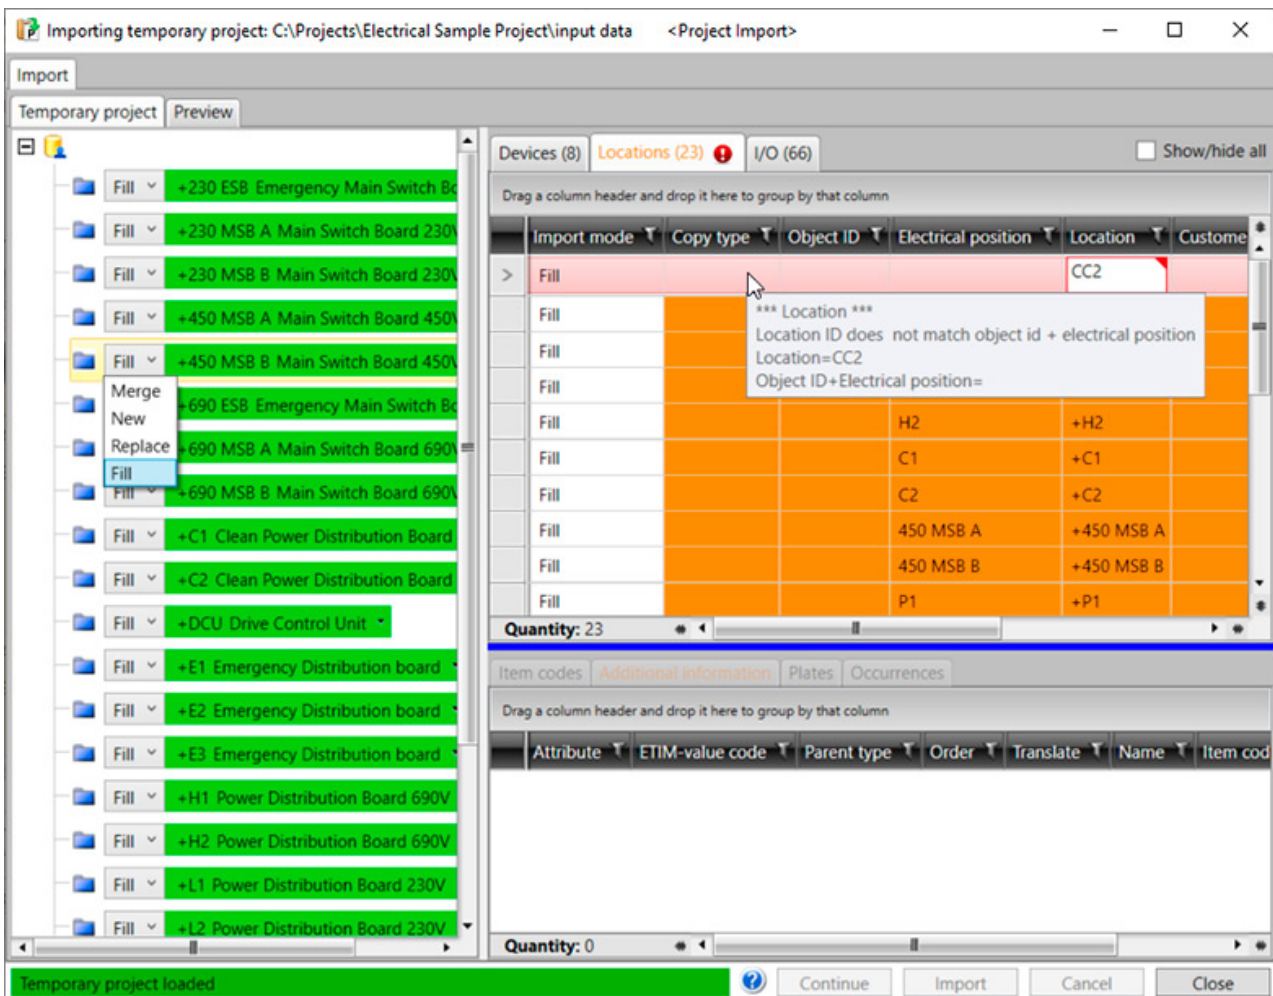 Importing temporary project: C:\Projects\Electrical Sample Project\input data <Project Import>
Import
Temporary project Preview
Fill +230 ESB Emergency Main Switch
Fill +230 MSB A Main Switch Board 230V
Fill +230 MSB B Main Switch Board 230V
Fill +450 MSB A Main Switch Board 450V
Fill +450 MSB B Main Switch Board 450V
Merge
New
Replace
Fill
+690 ESB Emergency Main Switch
+690 MSB A Main Switch Board 690V
Fill +690 MSB B Main Switch Board 690V
Fill +C1 Clean Power Distribution Board
Fill +C2 Clean Power Distribution Board
Fill +DCU Drive Control Unit
Fill +E1 Emergency Distribution board
Fill +E2 Emergency Distribution board
Fill +E3 Emergency Distribution board
Fill +H1 Power Distribution Board 690V
Fill +H2 Power Distribution Board 690V
Fill +L1 Power Distribution Board 230V
Fill +L2 Power Distribution Board 230V
Devices (8) Locations (23) I/O (66) Show/hide all
Drag a column header and drop it here to group by that column
Import mode Copy type Object ID Electrical position Location Custome
Fill CC2
*** Location ***
Location ID does not match object id + electrical position
Location=CC2
Object ID+Electrical position=
Fill
Fill
Fill
Fill H2 +H2
Fill C1 +C1
Fill C2 +C2
Fill 450 MSB A +450 MSB A
Fill 450 MSB B +450 MSB B
Fill P1 +P1
Quantity: 23
Item codes Additional information Plates Occurrences
Drag a column header and drop it here to group by that column
Attribute ETIM-value code Parent type Order Translate Name Item cod
Quantity: 0
Temporary project loaded Continue Import Cancel Close